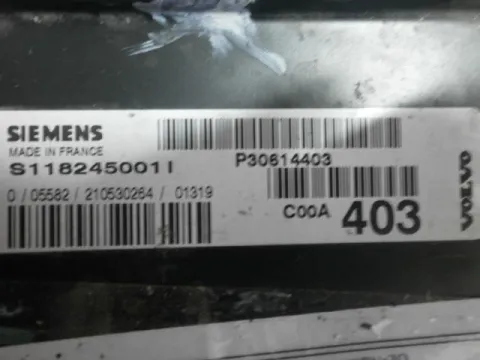 SIEMENS
MADE IN FRANCE
S118245001I
P30614403
0 / 05582 / 210530264 / 01319
C00A 403
VOLVO